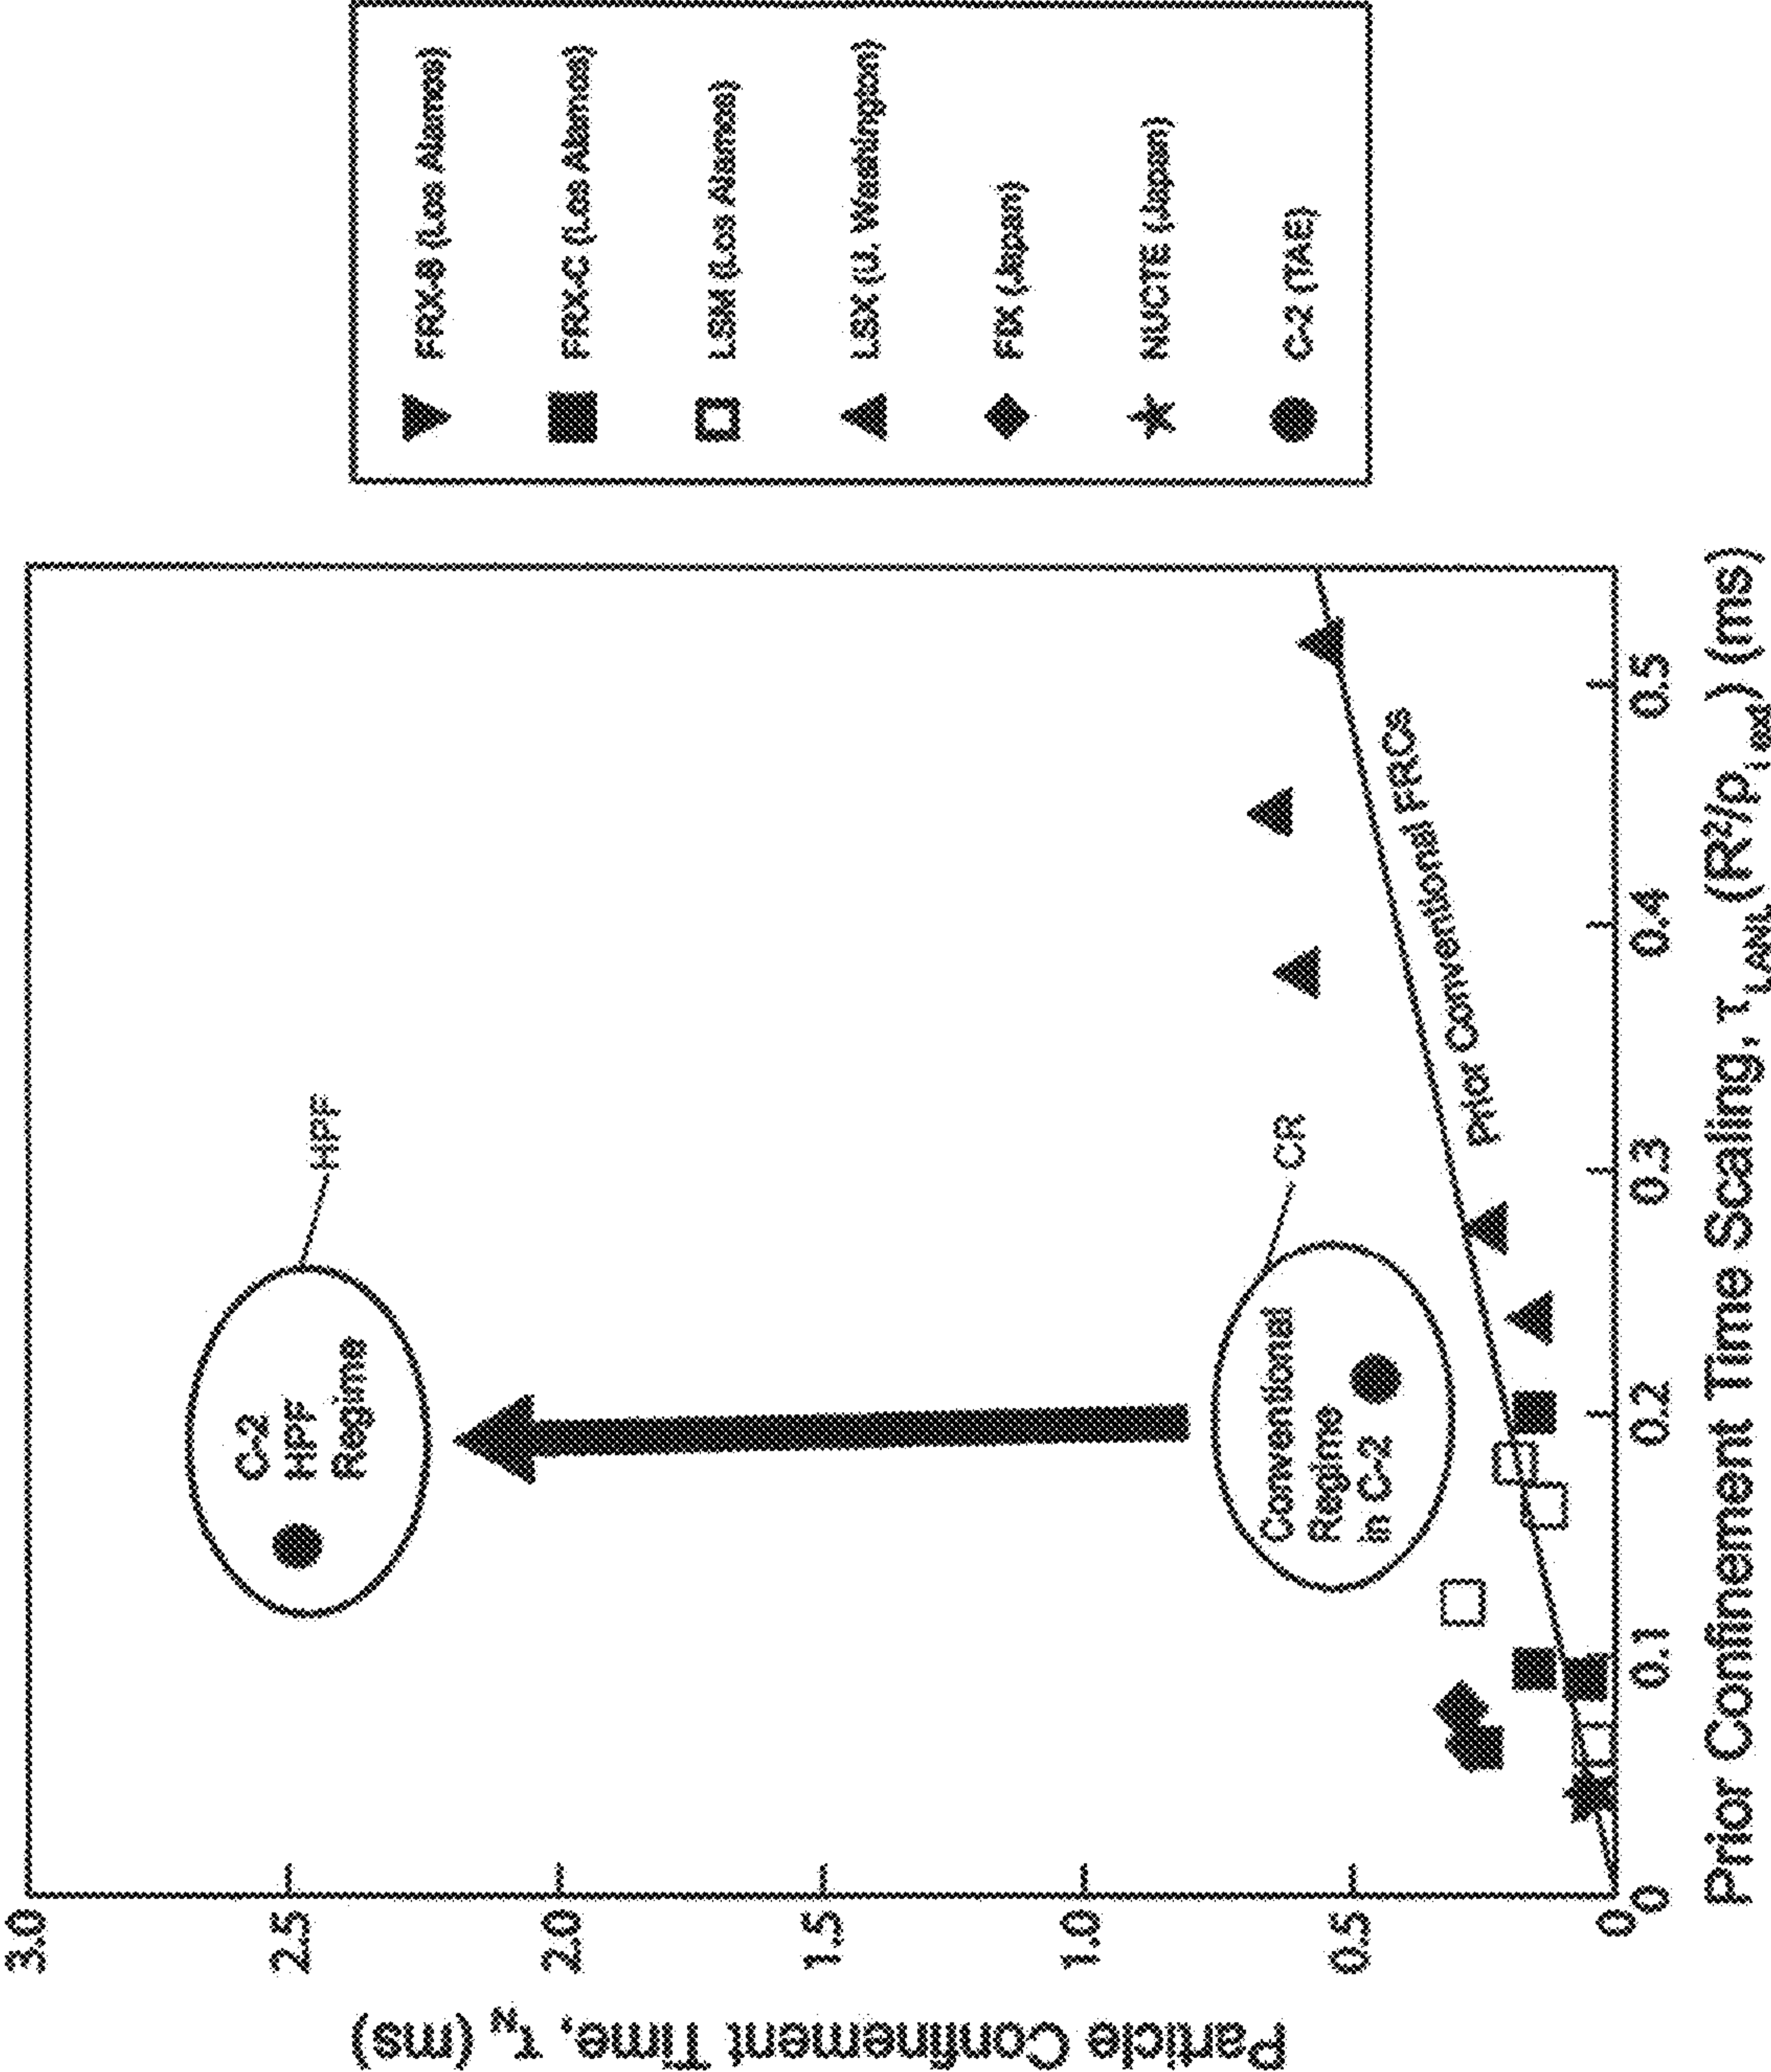 3.0
2.5
2.0
1.5
1.0
0.5
0
Particle Confinement Time, τN (ms)
C-2
HPF
Regime
HPF
Conventional
Regime
in C-2
CR
Prior Conventional FRCs
0
0.1
0.2
0.3
0.4
0.5
Prior Confinement Time Scaling, τLANL (R²/ρi ext) (ms)
FRX-B (Los Alamos)
FRX-C (Los Alamos)
LSM (Los Alamos)
LSX (U. Washington)
FIX (Japan)
NUCTE (Japan)
C-2 (TAE)